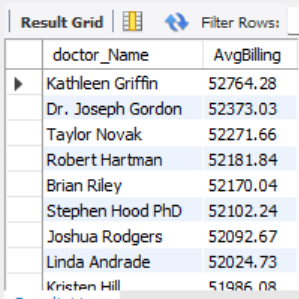 Result Grid Filter Rows:
doctor_Name AvgBilling
Kathleen Griffin 52764.28
Dr. Joseph Gordon 52373.03
Taylor Novak 52271.66
Robert Hartman 52181.84
Brian Riley 52170.04
Stephen Hood PhD 52102.24
Joshua Rodgers 52092.67
Linda Andrade 52024.73
Kristen Hill 51986.08